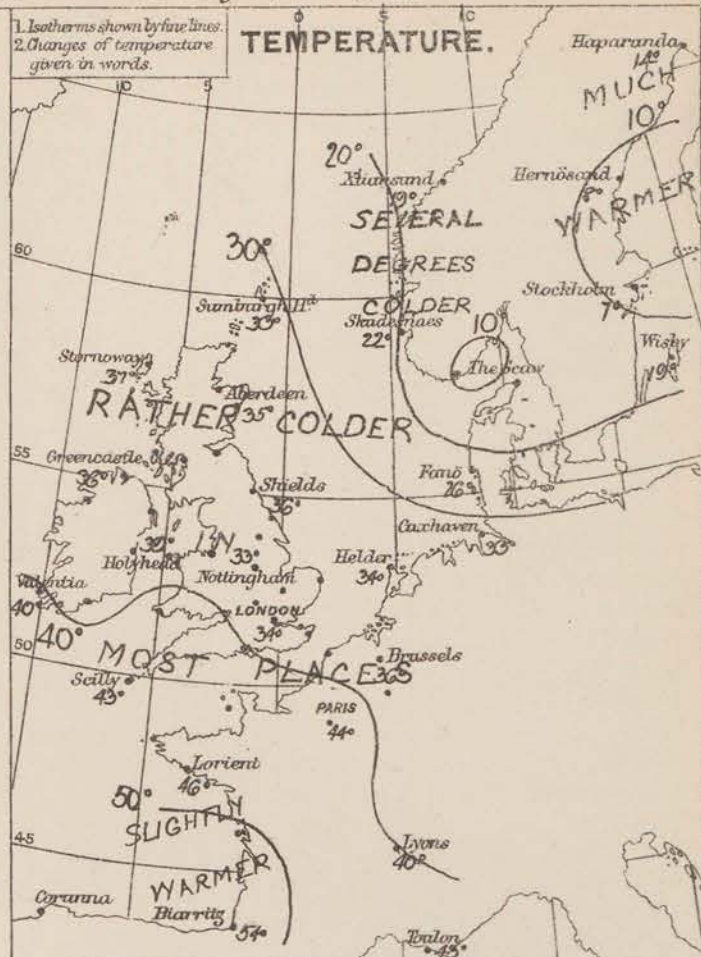 0 5 10
1. Isotherms shown by fine lines.
2. Changes of temperature
given in words.
TEMPERATURE.
Haparanda
14°
10 5
MUCH
10°
20°
Xtiansund
19°
Hernösand
8°
WARMER
SEVERAL
DEGREES
COLDER
30°
60
Sumburgh Hd.
33°
Stockholm
7°
Skudesnaes
22°
10
The Scaw
Wisby
19°
Stornoway
37°
Aberdeen
35°
RATHER COLDER
55
Greencastle
36°
Shields
36°
Fanö
26°
Cuxhaven
33°
Holyhead
39°
IN
33°
Nottingham
Helder
34°
Valentia
40°
LONDON
34°
40°
50
MOST PLACES
Brussels
36°
Scilly
43°
PARIS
44°
Lorient
46°
50°
SLIGHTLY
45
Lyons
40°
WARMER
Corunna
Biarritz
54°
Toulon
43°